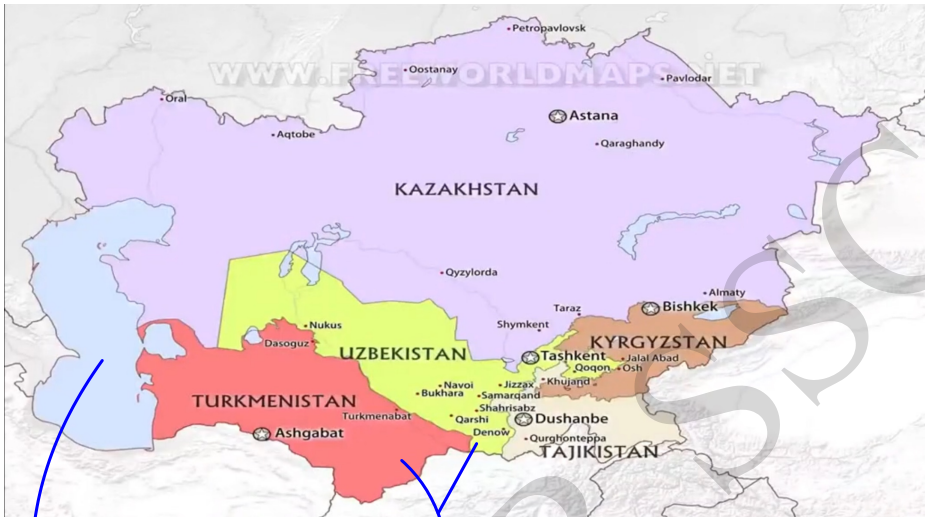 Petropavlovsk
WWW.FREEWORLDMAPS.NET
Oostanay
Pavlodar
Oral
Astana
Aqtobe
Qaraghandy
KAZAKHSTAN
Qyzylorda
Almaty
Bishkek
Taraz
Shymkent
Nukus
Dasoguz
KYRGYZSTAN
UZBEKISTAN
Tashkent
Jalal Abad
Qoqon
Osh
Khujand
Navoi
Jizzax
Bukhara
Samarqand
TURKMENISTAN
Shahrisabz
Turkmenabat
Qarshi
Dushanbe
Ashgabat
Denow
Qurghonteppa
TAJIKISTAN
SSC